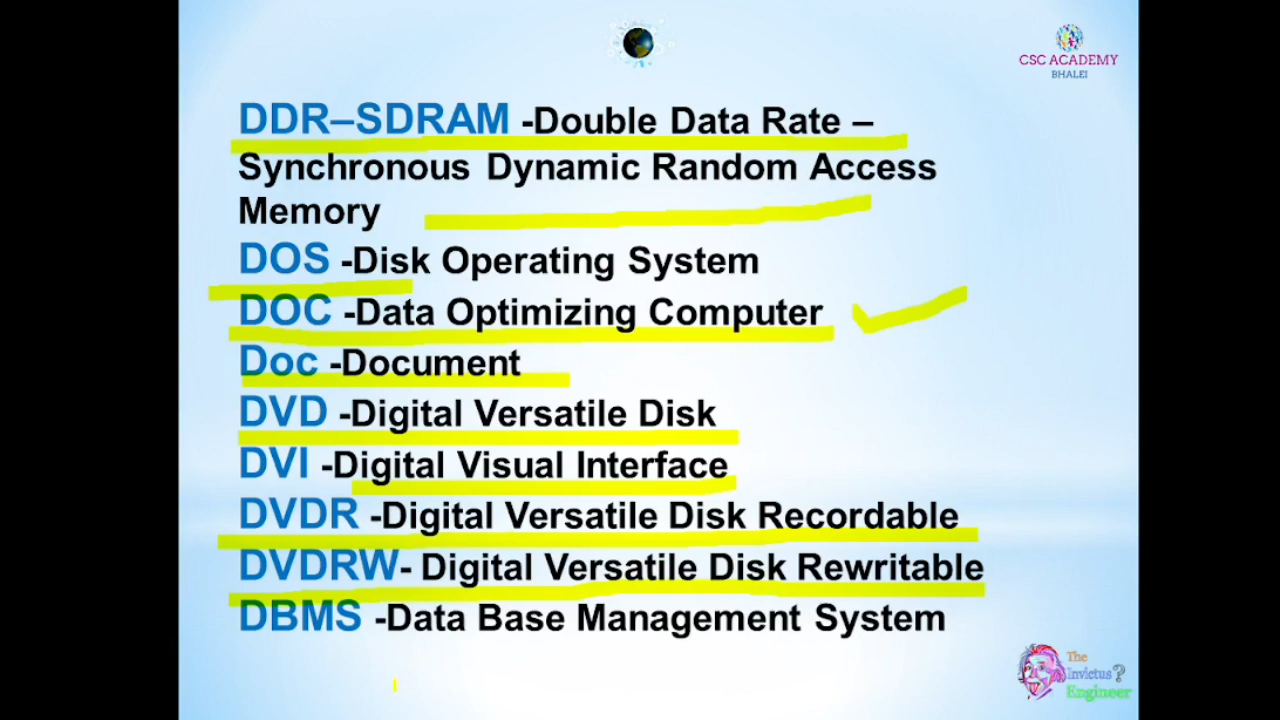 CSC ACADEMY
BHALEI
DDR–SDRAM -Double Data Rate –
Synchronous Dynamic Random Access
Memory
DOS -Disk Operating System
DOC -Data Optimizing Computer
Doc -Document
DVD -Digital Versatile Disk
DVI -Digital Visual Interface
DVDR -Digital Versatile Disk Recordable
DVDRW- Digital Versatile Disk Rewritable
DBMS -Data Base Management System
The
Invictus?
Engineer